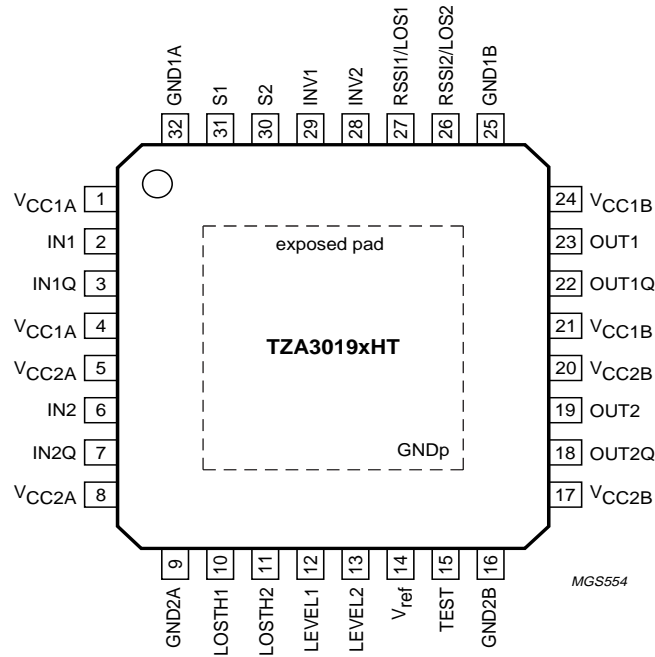 GND1A
S1
S2
INV1
INV2
RSSI1/LOS1
RSSI2/LOS2
GND1B
32
31
30
29
28
27
26
25
VCC1A 1
IN1 2
IN1Q 3
VCC1A 4
VCC2A 5
IN2 6
IN2Q 7
VCC2A 8
exposed pad
TZA3019xHT
GNDp
24 VCC1B
23 OUT1
22 OUT1Q
21 VCC1B
20 VCC2B
19 OUT2
18 OUT2Q
17 VCC2B
9
10
11
12
13
14
15
16
GND2A
LOSTH1
LOSTH2
LEVEL1
LEVEL2
Vref
TEST
GND2B
MGS554